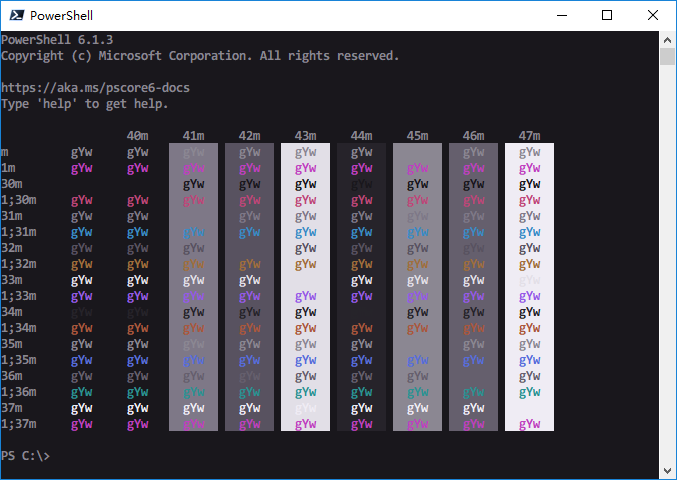 PowerShell
PowerShell 6.1.3
Copyright (c) Microsoft Corporation. All rights reserved.
https://aka.ms/pscore6-docs
Type 'help' to get help.
40m 41m 42m 43m 44m 45m 46m 47m
m gYw gYw gYw gYw gYw gYw gYw gYw gYw
1m gYw gYw gYw gYw gYw gYw gYw gYw gYw
30m gYw gYw gYw gYw gYw gYw gYw
1;30m gYw gYw gYw gYw gYw gYw gYw gYw gYw
31m gYw gYw gYw gYw gYw gYw gYw gYw
1;31m gYw gYw gYw gYw gYw gYw gYw gYw gYw
32m gYw gYw gYw gYw gYw gYw gYw gYw
1;32m gYw gYw gYw gYw gYw gYw gYw gYw gYw
33m gYw gYw gYw gYw gYw gYw gYw gYw
1;33m gYw gYw gYw gYw gYw gYw gYw gYw gYw
34m gYw gYw gYw gYw gYw gYw gYw gYw
1;34m gYw gYw gYw gYw gYw gYw gYw gYw gYw
35m gYw gYw gYw gYw gYw gYw gYw gYw
1;35m gYw gYw gYw gYw gYw gYw gYw gYw gYw
36m gYw gYw gYw gYw gYw gYw gYw gYw
1;36m gYw gYw gYw gYw gYw gYw gYw gYw gYw
37m gYw gYw gYw gYw gYw gYw gYw gYw
1;37m gYw gYw gYw gYw gYw gYw gYw gYw gYw
PS C:\>